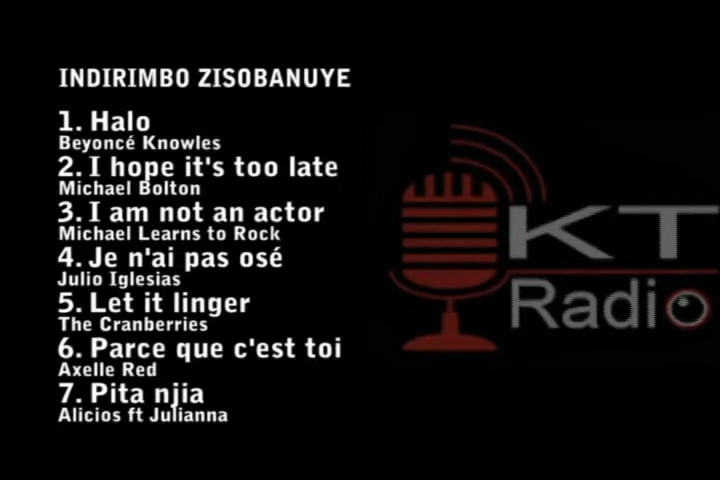 INDIRIMBO ZISOBANUYE
1. Halo
Beyoncé Knowles
2. I hope it's too late
Michael Bolton
3. I am not an actor
Michael Learns to Rock
4. Je n'ai pas osé
Julio Iglesias
5. Let it linger
The Cranberries
6. Parce que c'est toi
Axelle Red
7. Pita njia
Alicios ft Julianna
KT
Radio